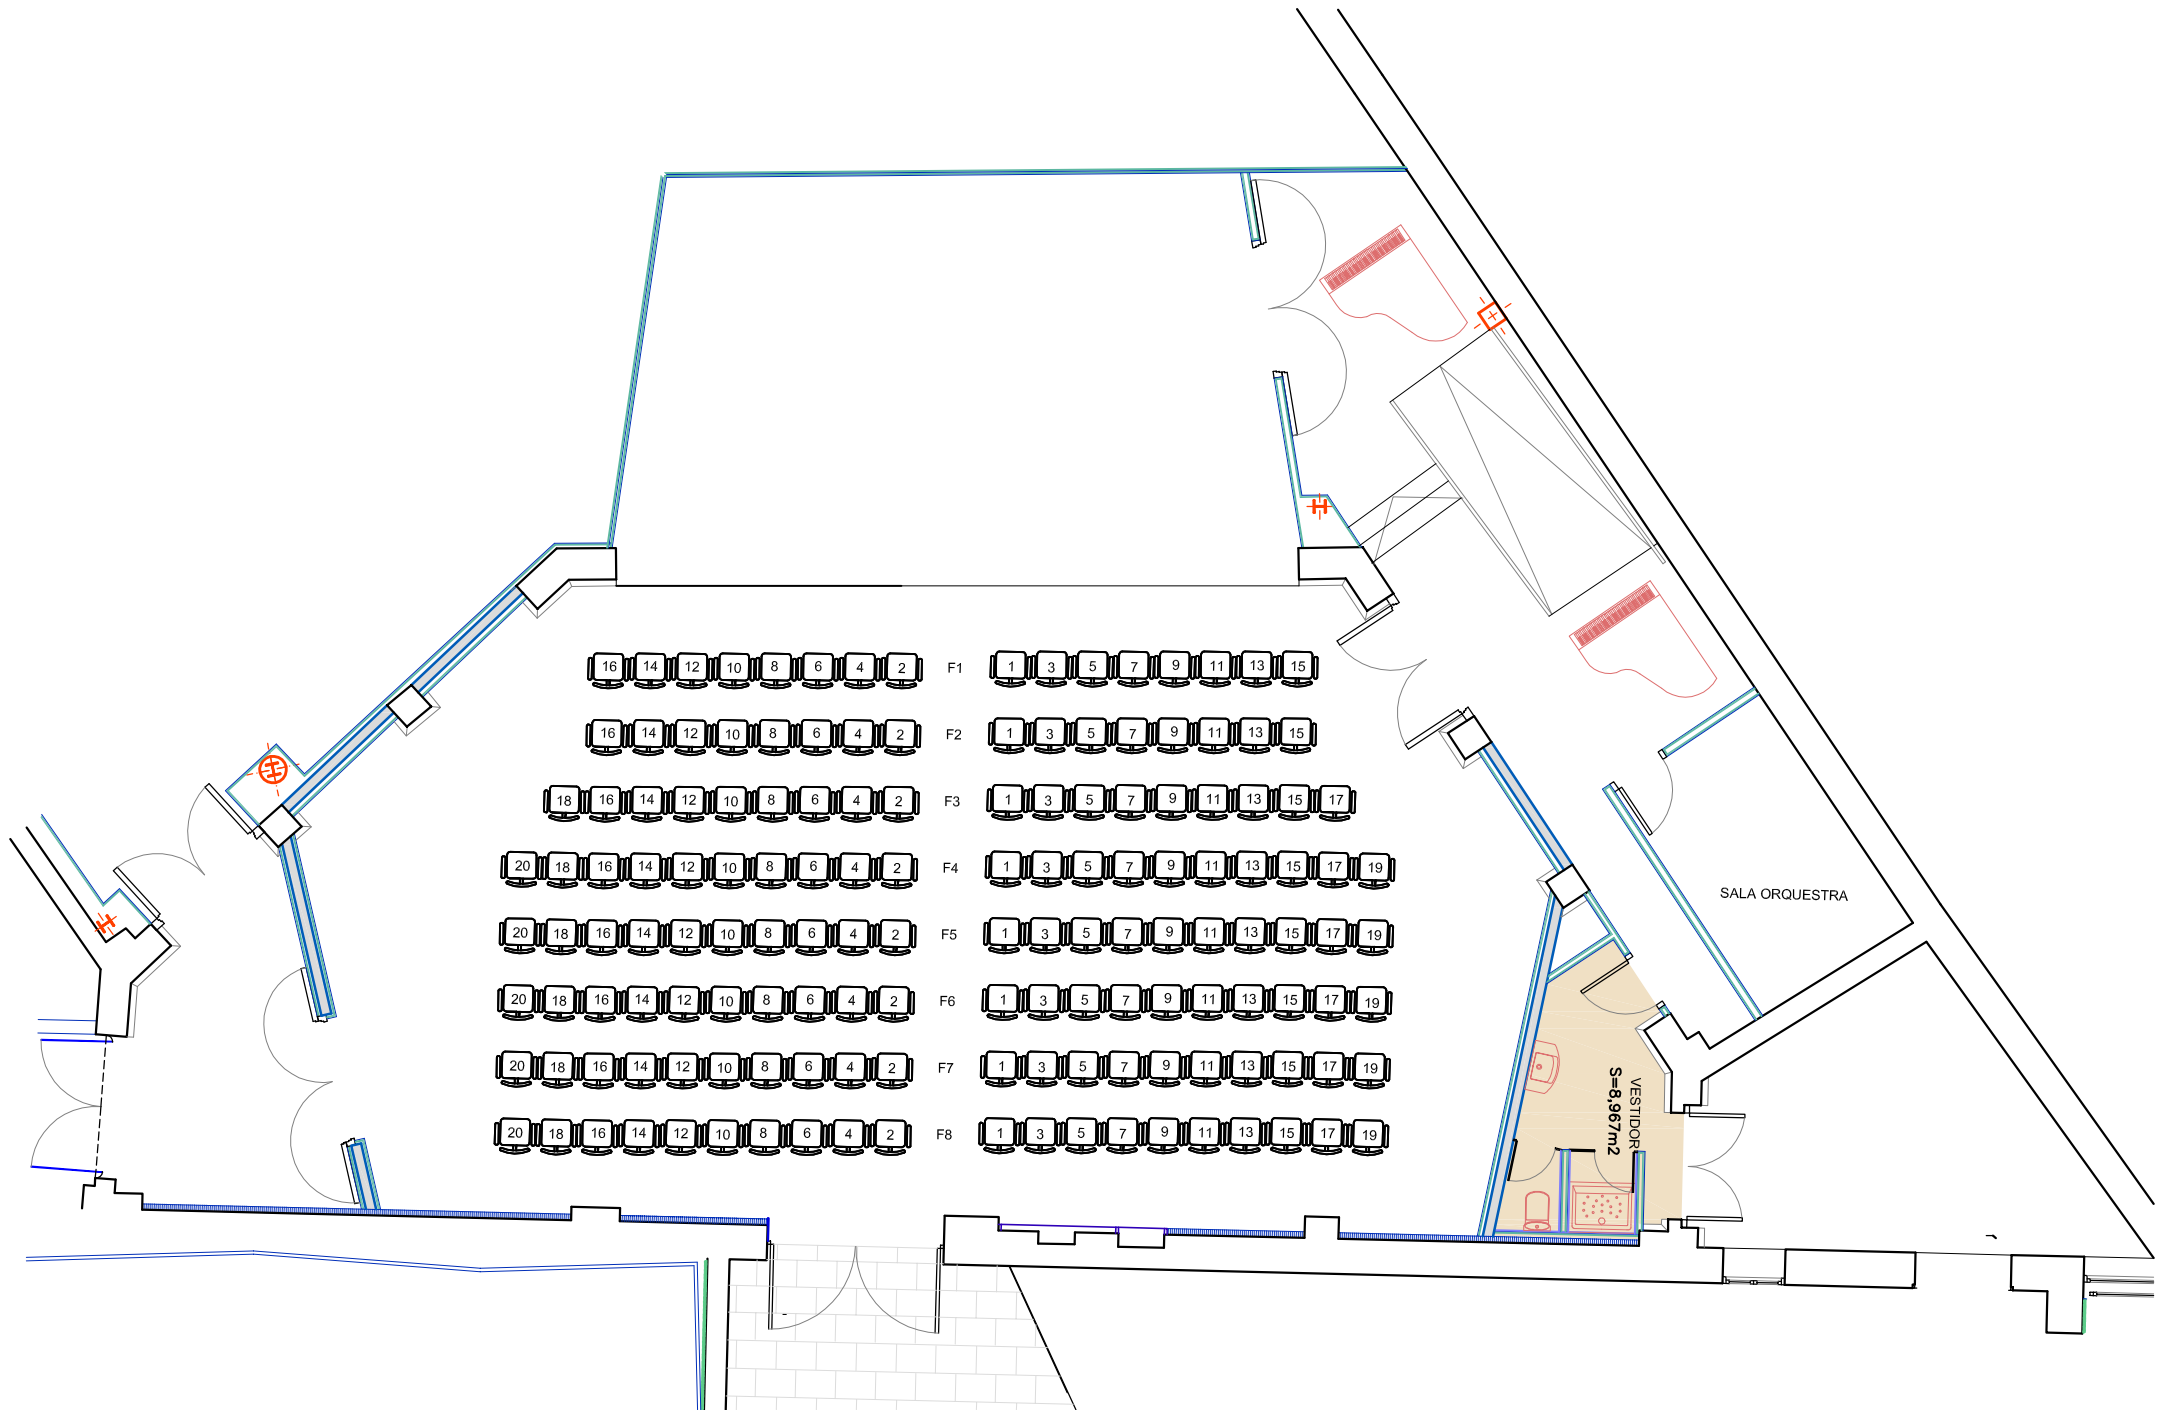 16 14 12 10 8 6 4 2 F1 1 3 5 7 9 11 13 15
16 14 12 10 8 6 4 2 F2 1 3 5 7 9 11 13 15
18 16 14 12 10 8 6 4 2 F3 1 3 5 7 9 11 13 15 17
20 18 16 14 12 10 8 6 4 2 F4 1 3 5 7 9 11 13 15 17 19
SALA ORQUESTRA
20 18 16 14 12 10 8 6 4 2 F5 1 3 5 7 9 11 13 15 17 19
20 18 16 14 12 10 8 6 4 2 F6 1 3 5 7 9 11 13 15 17 19
20 18 16 14 12 10 8 6 4 2 F7 1 3 5 7 9 11 13 15 17 19
VESTIDOR
S=8,967m2
20 18 16 14 12 10 8 6 4 2 F8 1 3 5 7 9 11 13 15 17 19